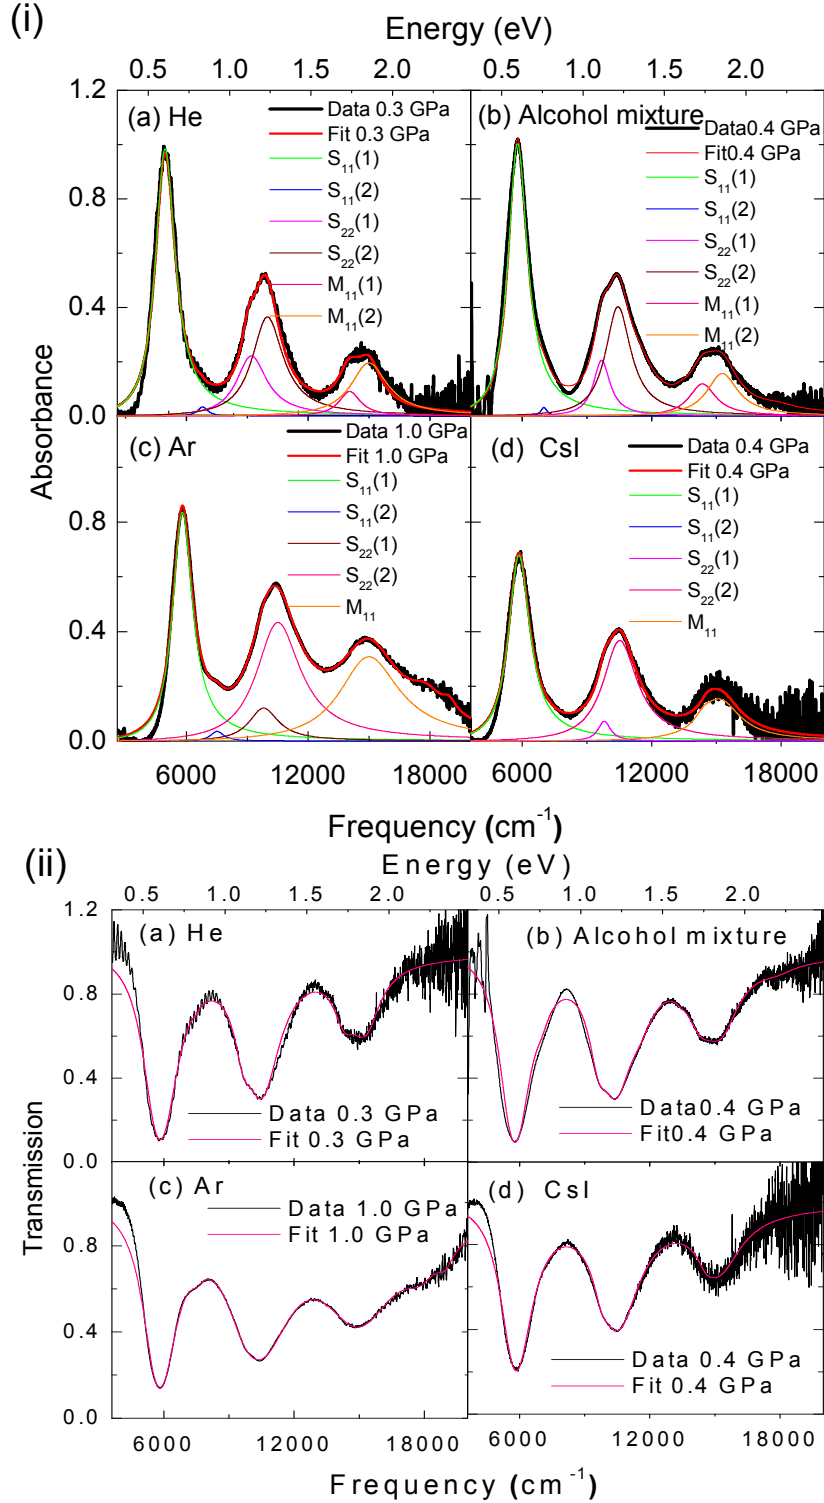 (i)
Energy (eV)
0.5 1.0 1.5 2.0 0.5 1.0 1.5 2.0
1.2
0.8
0.4
0.0
(a) He
Data 0.3 GPa
Fit 0.3 GPa
S11(1)
S11(2)
S22(1)
S22(2)
M11(1)
M11(2)
(b) Alcohol mixture
Data0.4 GPa
Fit0.4 GPa
S11(1)
S11(2)
S22(1)
S22(2)
M11(1)
M11(2)
Absorbance
0.8
0.4
0.0
(c) Ar
Data 1.0 GPa
Fit 1.0 GPa
S11(1)
S11(2)
S22(1)
S22(2)
M11
(d) CsI
Data 0.4 GPa
Fit 0.4 GPa
S11(1)
S11(2)
S22(1)
S22(2)
M11
6000 12000 18000 6000 12000 18000
Frequency (cm-1)
(ii)
Energy (eV)
0.5 1.0 1.5 2.0 0.5 1.0 1.5 2.0
1.2
0.8
0.4
0.0
(a) He
Data 0.3 GPa
Fit 0.3 GPa
(b) Alcohol mixture
Data0.4 GPa
Fit0.4 GPa
Transmission
0.8
0.4
0.0
(c) Ar
Data 1.0 GPa
Fit 1.0 GPa
(d) CsI
Data 0.4 GPa
Fit 0.4 GPa
6000 12000 18000 6000 12000 18000
Frequency (cm-1)